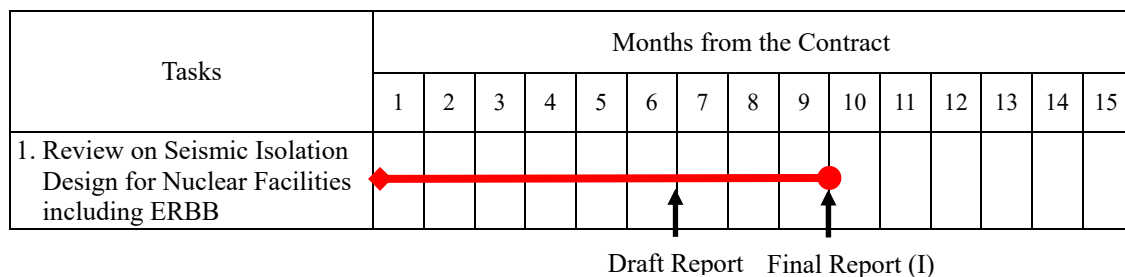 Tasks
Months from the Contract
1 2 3 4 5 6 7 8 9 10 11 12 13 14 15
1. Review on Seismic Isolation
Design for Nuclear Facilities
including ERBB
Draft Report Final Report (I)